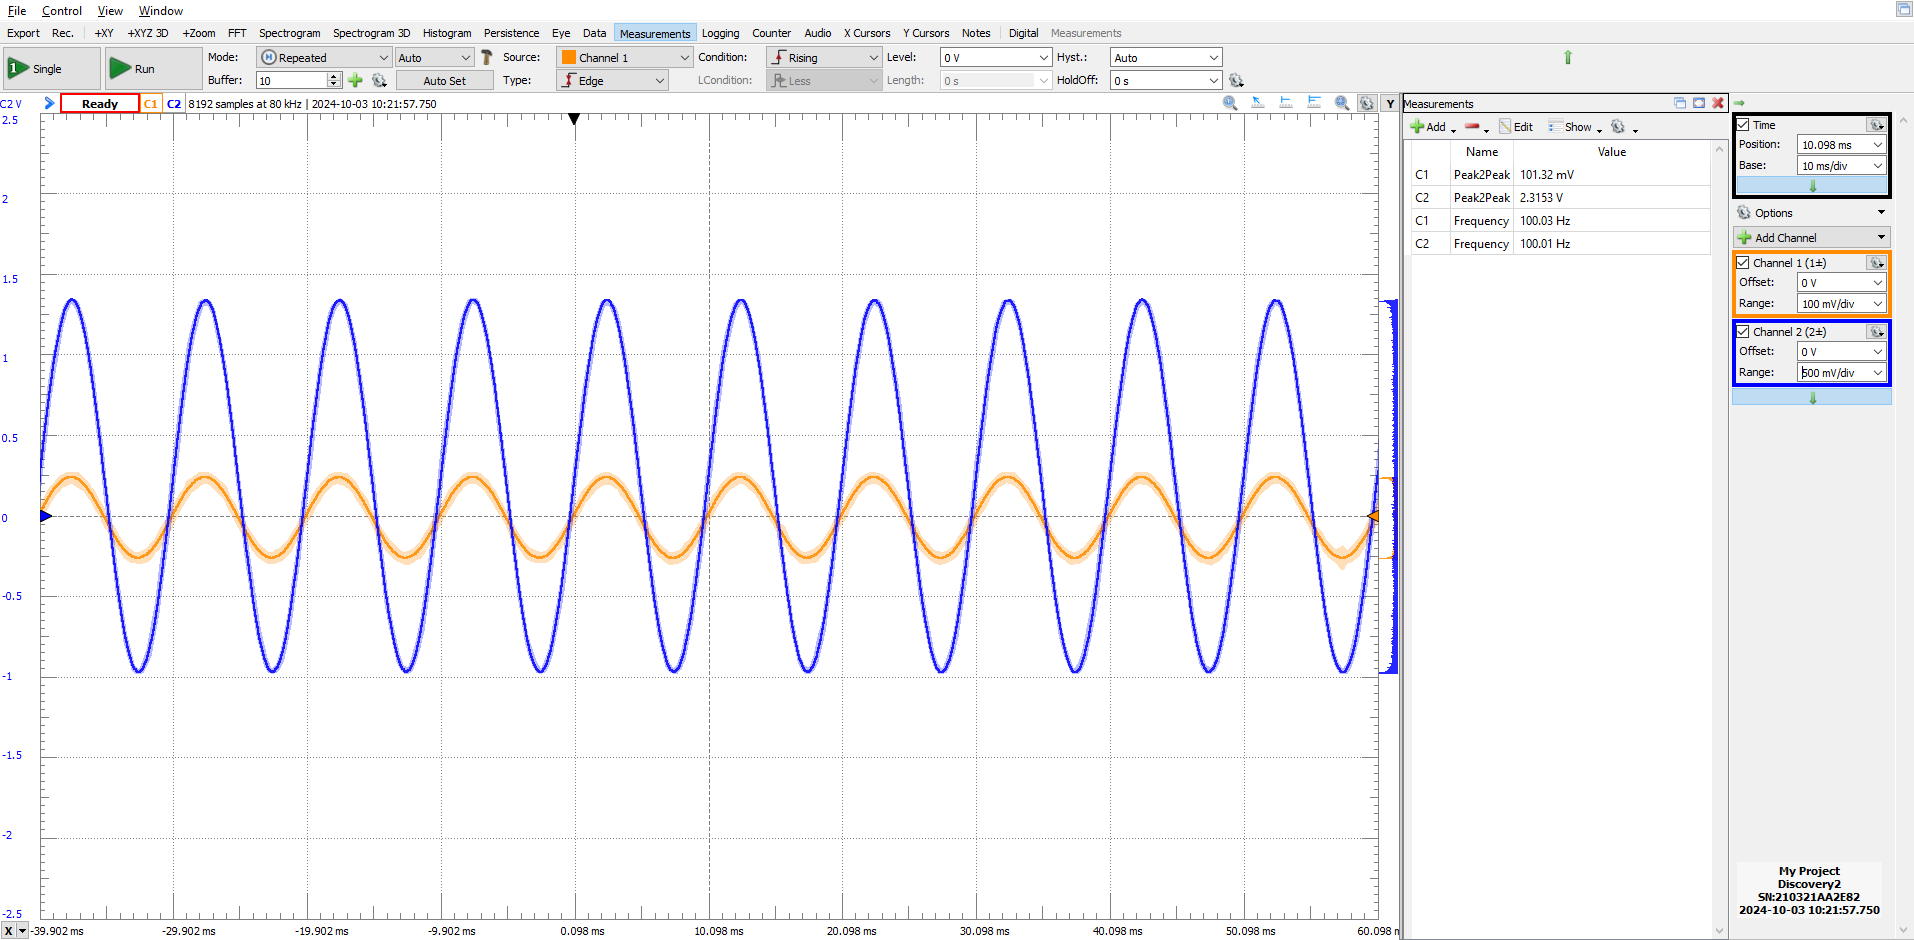 File Control View Window
Export Rec. +XY +XYZ 3D +Zoom FFT Spectrogram Spectrogram 3D Histogram Persistence Eye Data Measurements Logging Counter Audio X Cursors Y Cursors Notes Digital Measurements
1 Single Run Mode: Repeated Auto Source: Channel 1 Condition: Rising Level: 0 V Hyst.: Auto
Buffer: 10 Auto Set Type: Edge LCondition: Less Length: 0 s HoldOff: 0 s
C2 V Ready C1 C2 8192 samples at 80 kHz | 2024-10-03 10:21:57.750 Y
2.5
2
1.5
1
0.5
0
-0.5
-1
-1.5
-2
-2.5
X -39.902 ms -29.902 ms -19.902 ms -9.902 ms 0.098 ms 10.098 ms 20.098 ms 30.098 ms 40.098 ms 50.098 ms 60.098 m
Measurements
Add Edit Show
Name Value
C1 Peak2Peak 101.32 mV
C2 Peak2Peak 2.3153 V
C1 Frequency 100.03 Hz
C2 Frequency 100.01 Hz
Time
Position: 10.098 ms
Base: 10 ms/div
Options
Add Channel
Channel 1 (1±)
Offset: 0 V
Range: 100 mV/div
Channel 2 (2±)
Offset: 0 V
Range: 500 mV/div
My Project
Discovery2
SN:210321AA2E82
2024-10-03 10:21:57.750